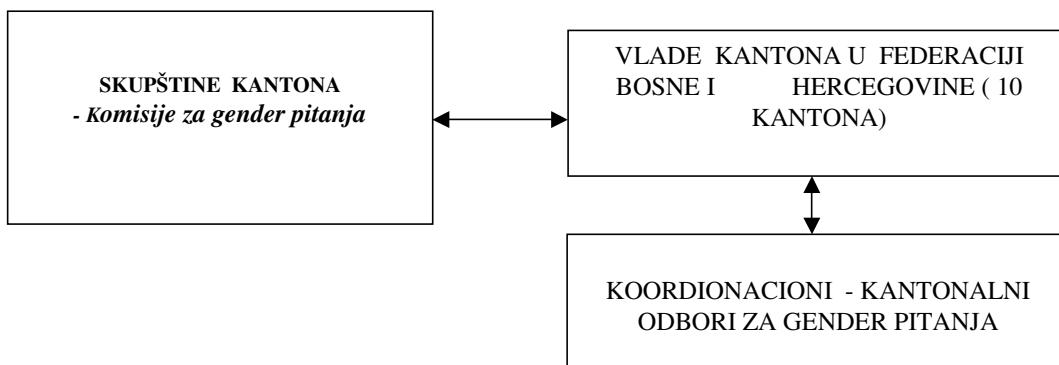 SKUPŠTINE KANTONA
- Komisije za gender pitanja
VLADE KANTONA U FEDERACIJI
BOSNE I HERCEGOVINE ( 10
KANTONA)
KOORDIONACIONI - KANTONALNI
ODBORI ZA GENDER PITANJA